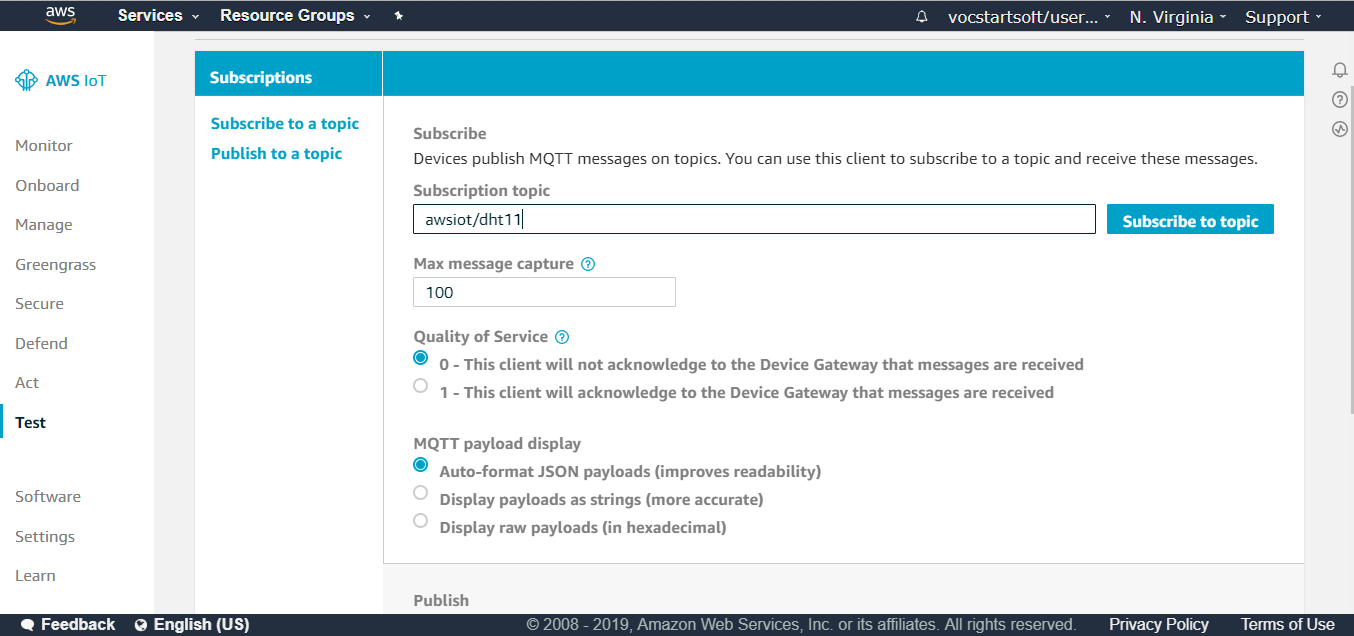 aws Services Resource Groups vocstartsoft/user... N. Virginia Support
AWS IoT
Monitor
Onboard
Manage
Greengrass
Secure
Defend
Act
Test
Software
Settings
Learn
Subscriptions
Subscribe to a topic
Publish to a topic
Subscribe
Devices publish MQTT messages on topics. You can use this client to subscribe to a topic and receive these messages.
Subscription topic
awsiot/dht11 Subscribe to topic
Max message capture ?
100
Quality of Service ?
0 - This client will not acknowledge to the Device Gateway that messages are received
1 - This client will acknowledge to the Device Gateway that messages are received
MQTT payload display
Auto-format JSON payloads (improves readability)
Display payloads as strings (more accurate)
Display raw payloads (in hexadecimal)
Publish
?
Feedback English (US) © 2008 - 2019, Amazon Web Services, Inc. or its affiliates. All rights reserved. Privacy Policy Terms of Use